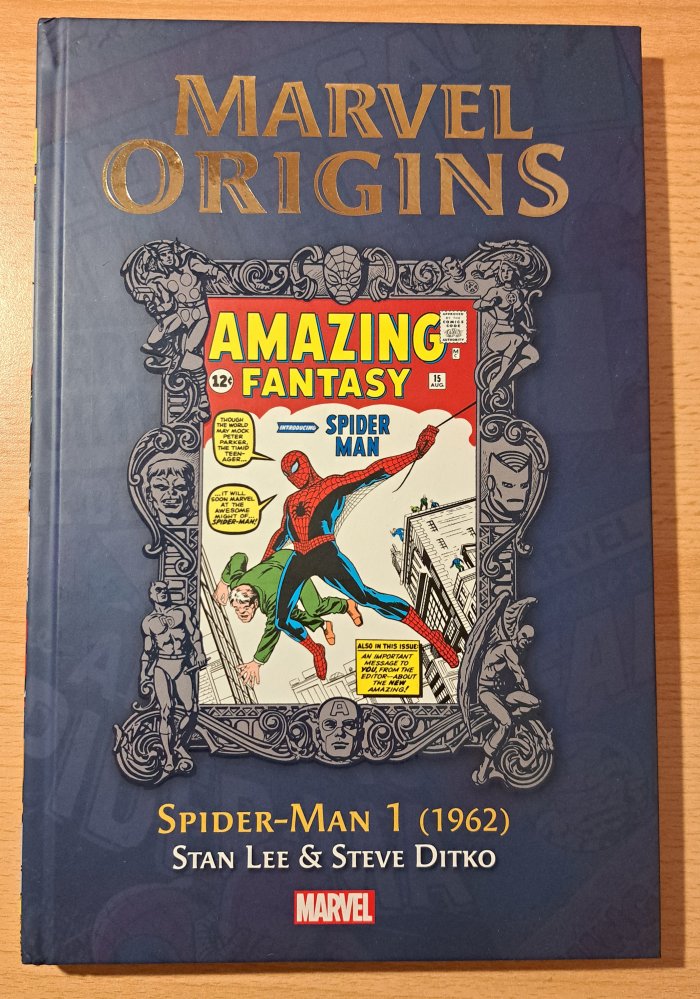 MARVEL
ORIGINS
APPROVED
BY THE
COMICS
CODE
AUTHORITY
AMAZING
12¢
FANTASY
15
AUG.
INTRODUCING
SPIDER
MAN
THOUGH
THE WORLD
MAY MOCK
PETER
PARKER,
THE TIMID
TEEN-
AGER...
...IT WILL
SOON MARVEL
AT THE
AWESOME
MIGHT OF...
SPIDER-MAN!
ALSO IN THIS ISSUE:
AN IMPORTANT
MESSAGE TO
YOU, FROM THE
EDITOR--ABOUT
THE NEW
AMAZING!
SPIDER-MAN 1 (1962)
STAN LEE & STEVE DITKO
MARVEL